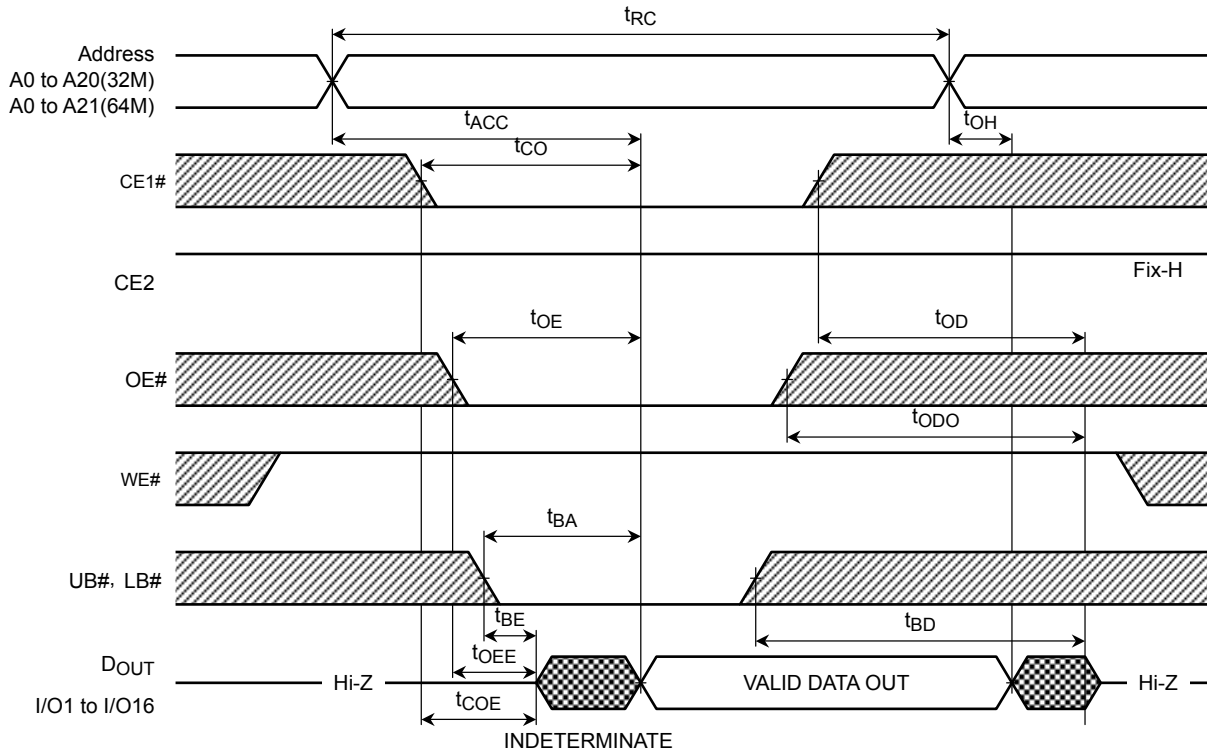 tRC
Address
A0 to A20(32M)
A0 to A21(64M)
tACC
tOH
tCO
CE1#
CE2
Fix-H
tOE
tOD
OE#
tODO
WE#
tBA
UB#, LB#
tBE
tBD
tOEE
DOUT
Hi-Z
VALID DATA OUT
Hi-Z
I/O1 to I/O16
tCOE
INDETERMINATE